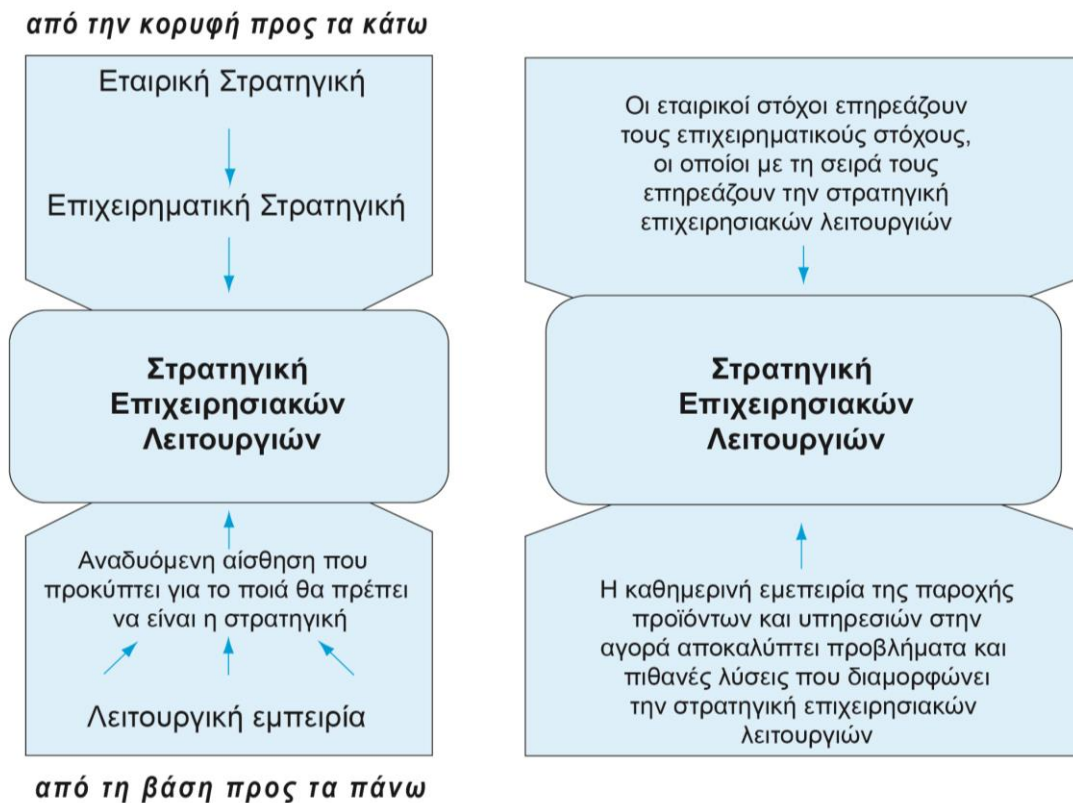 από την κορυφή προς τα κάτω
Εταιρική Στρατηγική
Επιχειρηματική Στρατηγική
Στρατηγική
Επιχειρησιακών
Λειτουργιών
Αναδυόμενη αίσθηση που
προκύπτει για το ποιά θα πρέπει
να είναι η στρατηγική
Λειτουργική εμπειρία
από τη βάση προς τα πάνω
Οι εταιρικοί στόχοι επηρεάζουν
τους επιχειρηματικούς στόχους,
οι οποίοι με τη σειρά τους
επηρεάζουν την στρατηγική
επιχειρησιακών λειτουργιών
Στρατηγική
Επιχειρησιακών
Λειτουργιών
Η καθημερινή εμεπειρία της παροχής
προϊόντων και υπηρεσιών στην
αγορά αποκαλύπτει προβλήματα και
πιθανές λύσεις που διαμορφώνει
την στρατηγική επιχειρησιακών
λειτουργιών